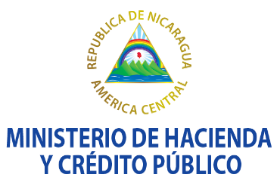 REPUBLICA DE NICARAGUA
AMERICA CENTRAL
MINISTERIO DE HACIENDA
Y CRÉDITO PÚBLICO